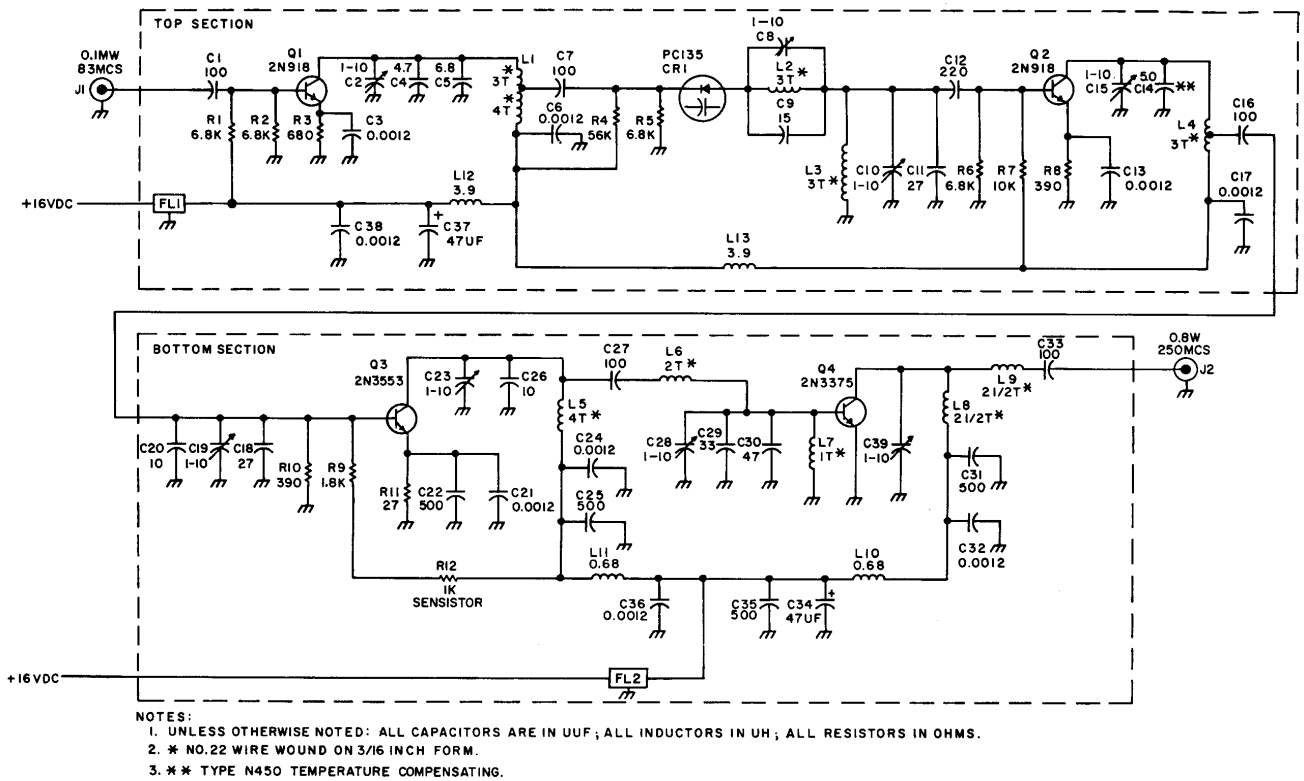 TOP SECTION
0.1MW
83MCS
J1
C1
100
Q1
2N918
1-10
C2
4.7
C4
6.8
C5
L1
*
3T
*
4T
C7
100
PC135
CR1
1-10
C8
L2
3T*
C9
15
C12
220
Q2
2N918
1-10
C15
5.0
C14
**
L4
3T*
C16
100
R1
6.8K
R2
6.8K
R3
680
C3
0.0012
C6
0.0012
R4
56K
R5
6.8K
L3
3T*
C10
1-10
C11
27
R6
6.8K
R7
10K
R8
390
C13
0.0012
C17
0.0012
+16VDC
FL1
C38
0.0012
+
C37
47UF
L12
3.9
L13
3.9
BOTTOM SECTION
Q3
2N3553
C23
1-10
C26
10
C27
100
L6
2T*
Q4
2N3375
C33
100
0.8W
250MCS
J2
L9
2 1/2T*
L8
2 1/2T*
L5
4T*
C20
10
C19
1-10
C18
27
R10
390
R9
1.8K
R11
27
C22
500
C21
0.0012
C24
0.0012
C25
500
C28
1-10
C29
33
C30
47
L7
1T*
C39
1-10
C31
500
C32
0.0012
R12
1K
SENSISTOR
L11
0.68
L10
0.68
C36
0.0012
C35
500
+
C34
47UF
+16VDC
FL2
NOTES:
1. UNLESS OTHERWISE NOTED: ALL CAPACITORS ARE IN UUF; ALL INDUCTORS IN UH; ALL RESISTORS IN OHMS.
2. * NO.22 WIRE WOUND ON 3/16 INCH FORM.
3. ** TYPE N450 TEMPERATURE COMPENSATING.